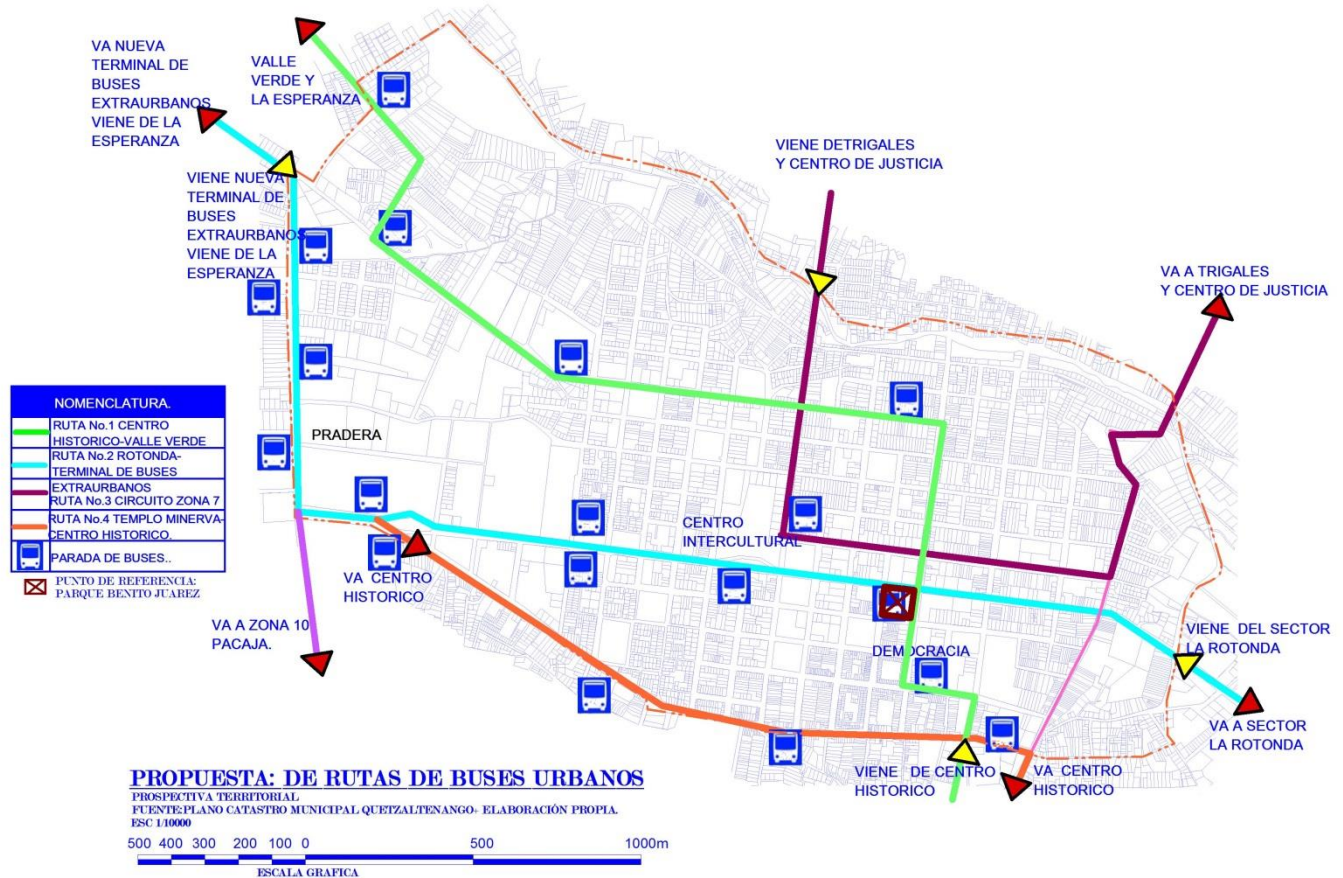 VA NUEVA
TERMINAL DE
BUSES
EXTRAURBANOS
VIENE DE LA
ESPERANZA
VALLE
VERDE Y
LA ESPERANZA
VIENE NUEVA
TERMINAL DE
BUSES
EXTRAURBANOS
VIENE DE LA
ESPERANZA
VIENE DETRIGALES
Y CENTRO DE JUSTICIA
VA A TRIGALES
Y CENTRO DE JUSTICIA
NOMENCLATURA.
RUTA No.1 CENTRO
HISTORICO-VALLE VERDE
RUTA No.2 ROTONDA-
TERMINAL DE BUSES
EXTRAURBANOS
RUTA No.3 CIRCUITO ZONA 7
RUTA No.4 TEMPLO MINERVA-
CENTRO HISTORICO.
PARADA DE BUSES..
PUNTO DE REFERENCIA:
PARQUE BENITO JUAREZ
PRADERA
CENTRO
INTERCULTURAL
VA CENTRO
HISTORICO
VA A ZONA 10
PACAJA.
DEMOCRACIA
VIENE DEL SECTOR
LA ROTONDA
VA A SECTOR
LA ROTONDA
VIENE DE CENTRO
HISTORICO
VA CENTRO
HISTORICO
PROPUESTA: DE RUTAS DE BUSES URBANOS
PROSPECTIVA TERRITORIAL
FUENTE:PLANO CATASTRO MUNICIPAL QUETZALTENANGO+ ELABORACIÓN PROPIA.
ESC 1/10000
500 400 300 200 100 0 500 1000m
ESCALA GRAFICA